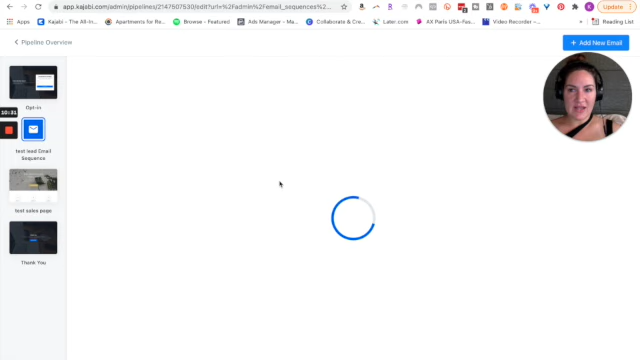 app.kajabi.com/admin/pipelines/2147507530/edit?url=%2Fadmin%2Femail_sequences%2...
Update
Apps
Kajabi - The All-In...
Apartments for Re...
Browse - Featured
Ads Manager - Ma...
Collaborate & Crea...
Later.com
AX Paris USA-Fas...
Video Recorder -...
Reading List
Pipeline Overview
+ Add New Email
Opt-in
10:31
test lead Email
Sequence
test sales page
Thank You